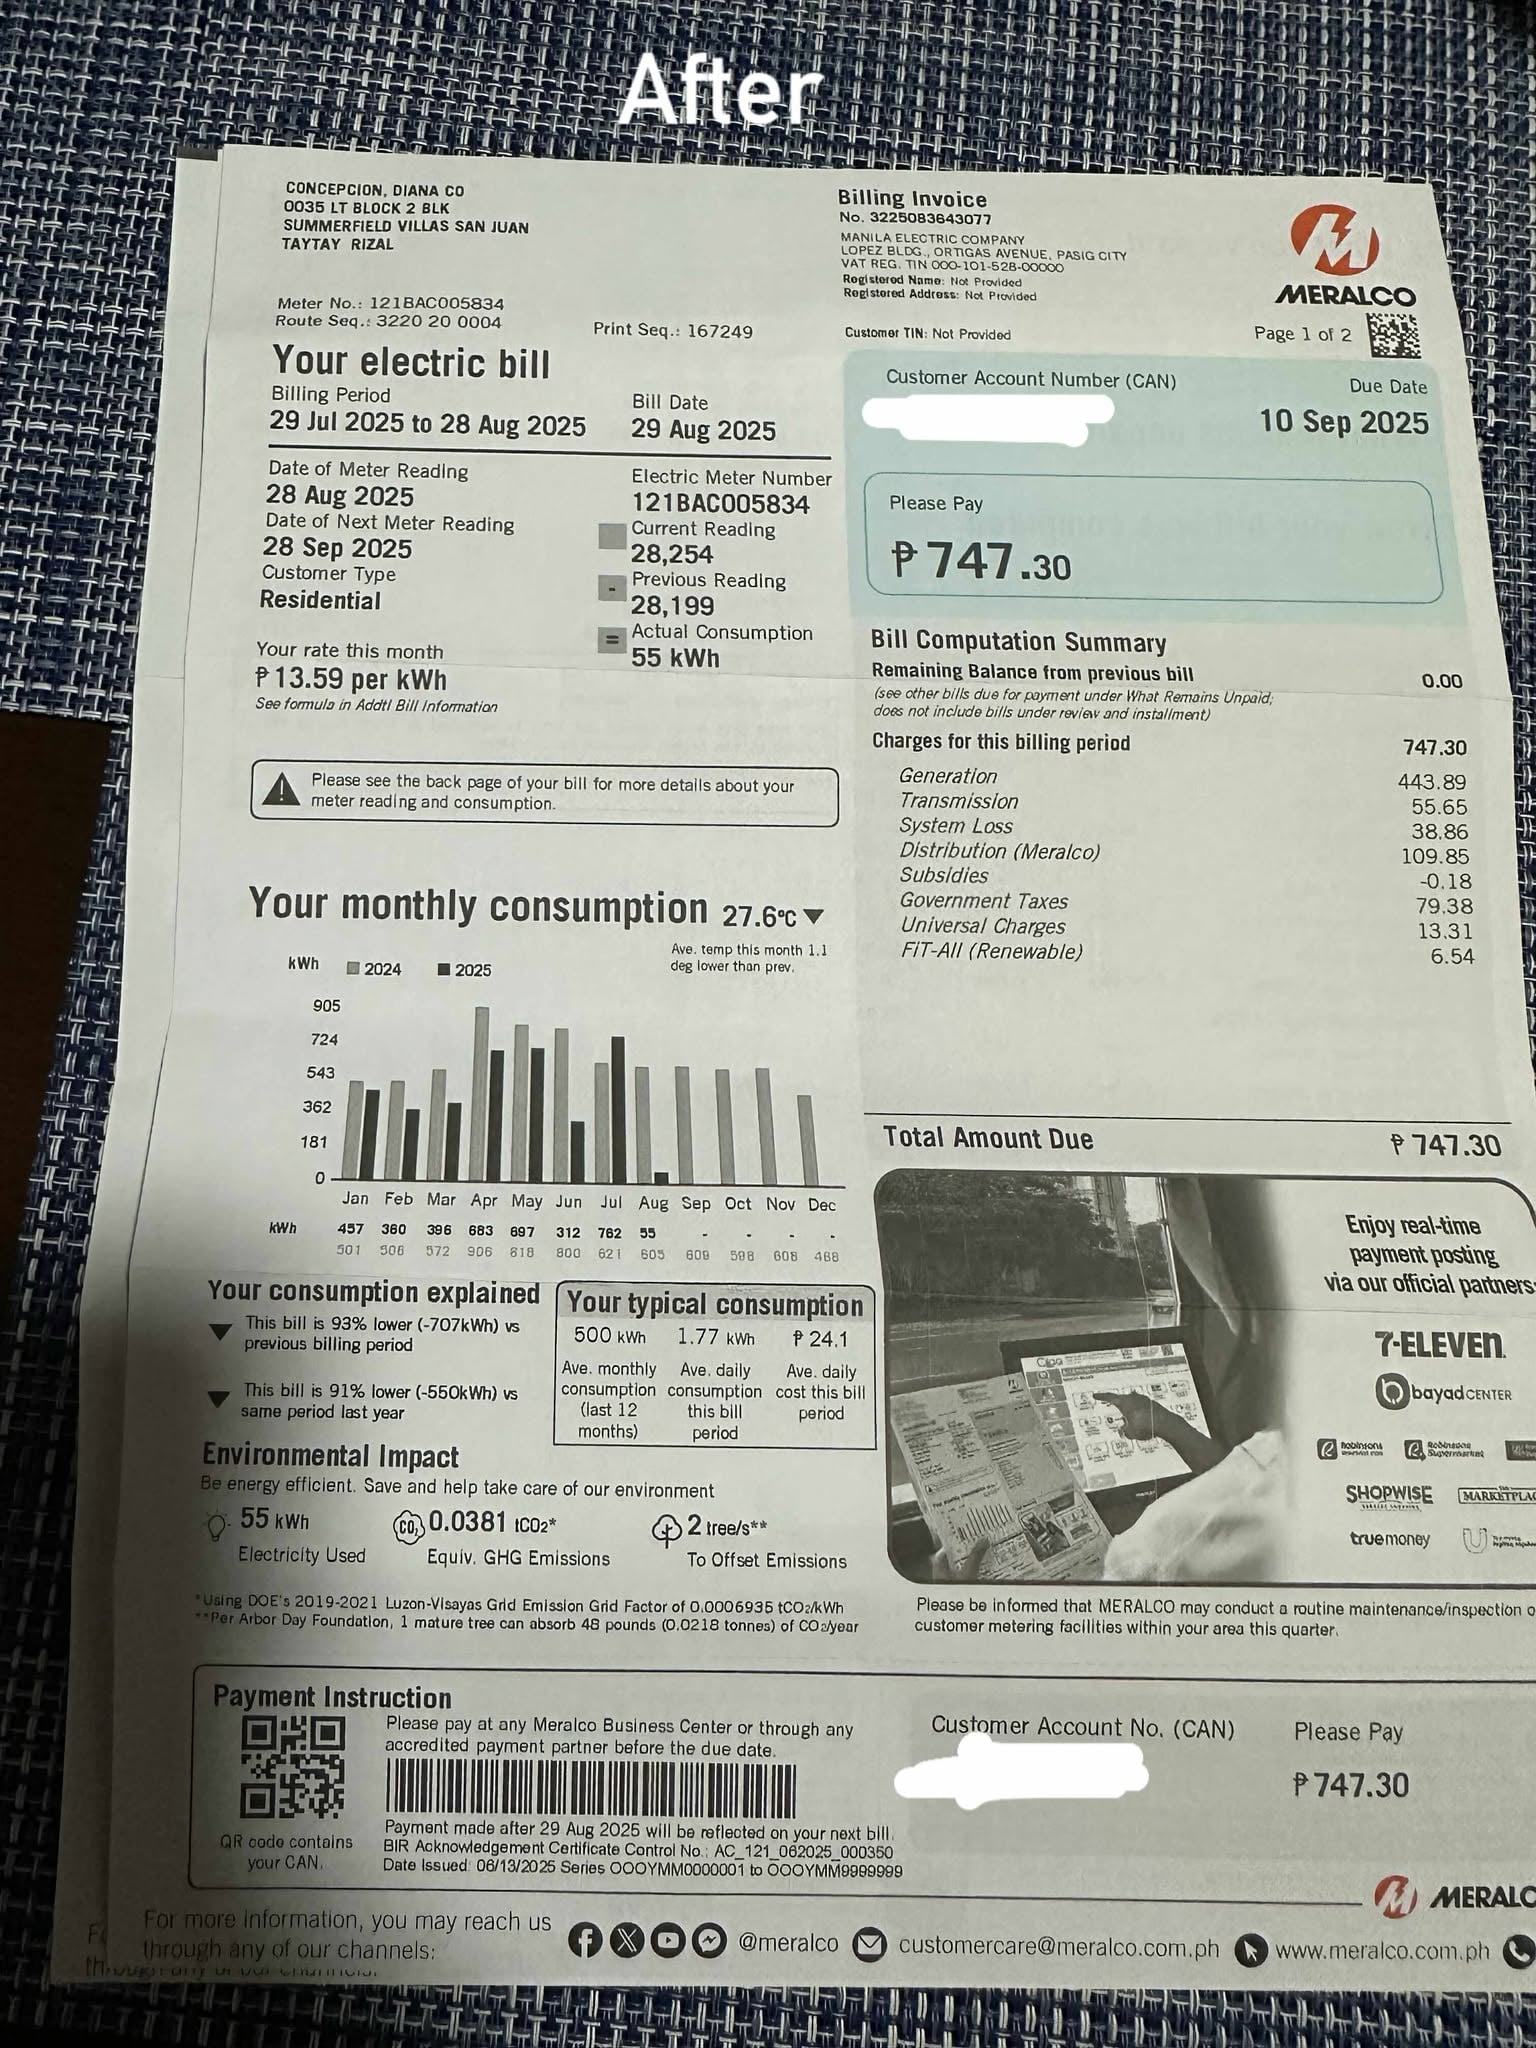 After
CONCEPCION, DIANA CO
0035 LT BLOCK 2 BLK
SUMMERFIELD VILLAS SAN JUAN
TAYTAY RIZAL
Meter No.: 121BAC005834
Route Seq.: 3220 20 0004
Print Seq.: 167249
Billing Invoice
No. 3225083643077
MANILA ELECTRIC COMPANY
LOPEZ BLDG., ORTIGAS AVENUE, PASIG CITY
VAT REG. TIN 000-101-528-00000
Registered Name: Not Provided
Registered Address: Not Provided
Customer TIN: Not Provided
MERALCO
Page 1 of 2
Your electric bill
Billing Period
29 Jul 2025 to 28 Aug 2025
Bill Date
29 Aug 2025
Date of Meter Reading
28 Aug 2025
Date of Next Meter Reading
28 Sep 2025
Customer Type
Residential
Electric Meter Number
121BAC005834
Current Reading
28,254
- Previous Reading
28,199
= Actual Consumption
55 kWh
Your rate this month
₱ 13.59 per kWh
See formula in Addtl Bill Information
Please see the back page of your bill for more details about your
meter reading and consumption.
Customer Account Number (CAN)
Due Date
10 Sep 2025
Please Pay
₱ 747.30
Bill Computation Summary
Remaining Balance from previous bill 0.00
(see other bills due for payment under What Remains Unpaid;
does not include bills under review and installment)
Charges for this billing period 747.30
Generation 443.89
Transmission 55.65
System Loss 38.86
Distribution (Meralco) 109.85
Subsidies -0.18
Government Taxes 79.38
Universal Charges 13.31
FiT-All (Renewable) 6.54
Total Amount Due ₱ 747.30
Your monthly consumption 27.6°C
Ave. temp this month 1.1
deg lower than prev.
kWh 2024 2025
905
724
543
362
181
0
Jan Feb Mar Apr May Jun Jul Aug Sep Oct Nov Dec
kWh 457 360 396 683 697 312 762 55 - - - -
501 506 572 906 818 800 621 605 609 598 608 468
Your consumption explained
This bill is 93% lower (-707kWh) vs
previous billing period
This bill is 91% lower (-550kWh) vs
same period last year
Your typical consumption
500 kWh 1.77 kWh ₱ 24.1
Ave. monthly
consumption
(last 12
months)
Ave. daily
consumption
this bill
period
Ave. daily
cost this bill
period
Environmental Impact
Be energy efficient. Save and help take care of our environment
55 kWh
Electricity Used
CO₂ 0.0381 tCO2*
Equiv. GHG Emissions
2 tree/s**
To Offset Emissions
*Using DOE's 2019-2021 Luzon-Visayas Grid Emission Grid Factor of 0.0006935 tCO2/kWh
**Per Arbor Day Foundation, 1 mature tree can absorb 48 pounds (0.0218 tonnes) of CO2/year
Enjoy real-time
payment posting
via our official partners:
7-ELEVEN.
bayad CENTER
Robinsons
Robinsons
Supermarket
SHOPWISE
MARKETPLAC
truemoney
Please be informed that MERALCO may conduct a routine maintenance/inspection o
customer metering facilities within your area this quarter.
Payment Instruction
Please pay at any Meralco Business Center or through any
accredited payment partner before the due date.
QR code contains
your CAN.
Payment made after 29 Aug 2025 will be reflected on your next bill.
BIR Acknowledgement Certificate Control No.: AC_121_062025_000350
Date Issued: 06/13/2025 Series OOOYMM0000001 to OOOYMM9999999
Customer Account No. (CAN)
Please Pay
₱ 747.30
MERALC
For more information, you may reach us
through any of our channels:
@meralco
customercare@meralco.com.ph
www.meralco.com.ph